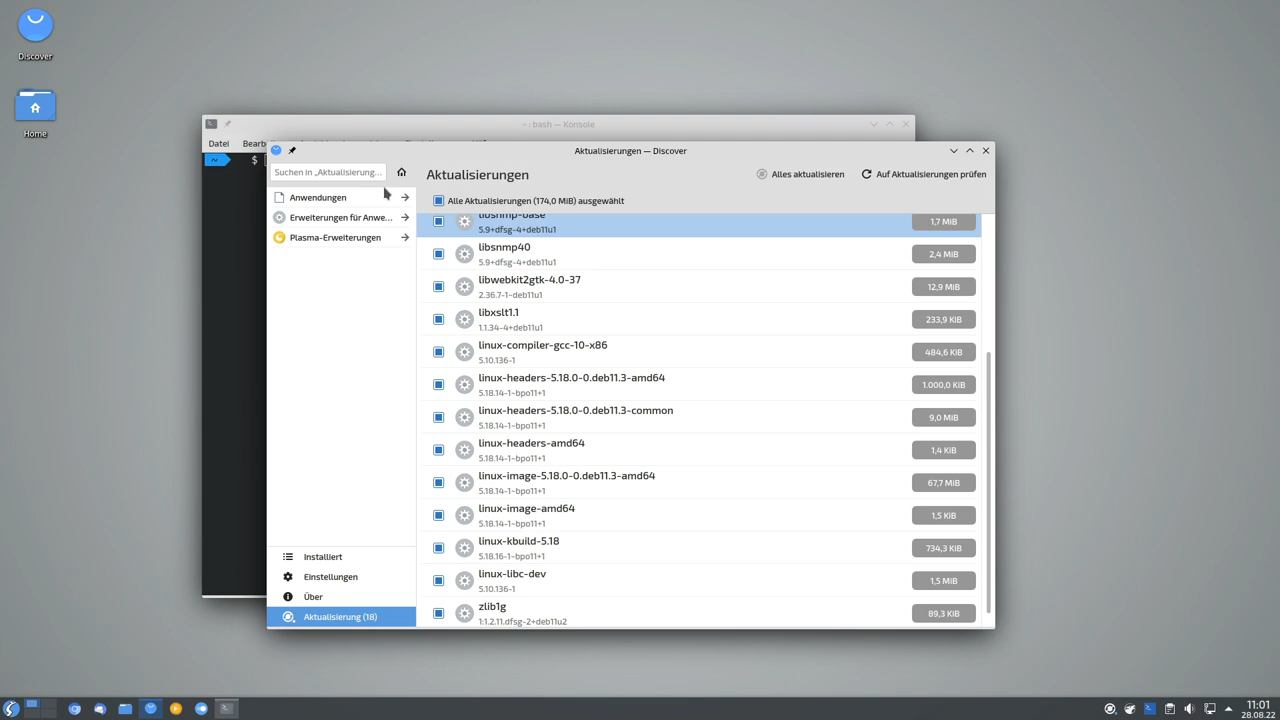 Discover
Home
~ : bash — Konsole
Datei
Aktualisierungen — Discover
Suchen in „Aktualisierung...
Aktualisierungen
Alles aktualisieren
Auf Aktualisierungen prüfen
Anwendungen
Erweiterungen für Anwe...
Plasma-Erweiterungen
Alle Aktualisierungen (174,0 MiB) ausgewählt
~
$
libsnmp-base
5.9+dfsg-4+deb11u1
1,7 MiB
libsnmp40
5.9+dfsg-4+deb11u1
2,4 MiB
libwebkit2gtk-4.0-37
2.36.7-1~deb11u1
12,9 MiB
libxslt1.1
1.1.34-4+deb11u1
233,9 KiB
linux-compiler-gcc-10-x86
5.10.136-1
484,6 KiB
linux-headers-5.18.0-0.deb11.3-amd64
5.18.14-1~bpo11+1
1.000,0 KiB
linux-headers-5.18.0-0.deb11.3-common
5.18.14-1~bpo11+1
9,0 MiB
linux-headers-amd64
5.18.14-1~bpo11+1
1,4 KiB
linux-image-5.18.0-0.deb11.3-amd64
5.18.14-1~bpo11+1
67,7 MiB
linux-image-amd64
5.18.14-1~bpo11+1
1,5 KiB
linux-kbuild-5.18
5.18.16-1~bpo11+1
734,3 KiB
linux-libc-dev
5.10.136-1
1,5 MiB
zlib1g
1:1.2.11.dfsg-2+deb11u2
89,3 KiB
Installiert
Einstellungen
Über
Aktualisierung (18)
11:01
28.08.22